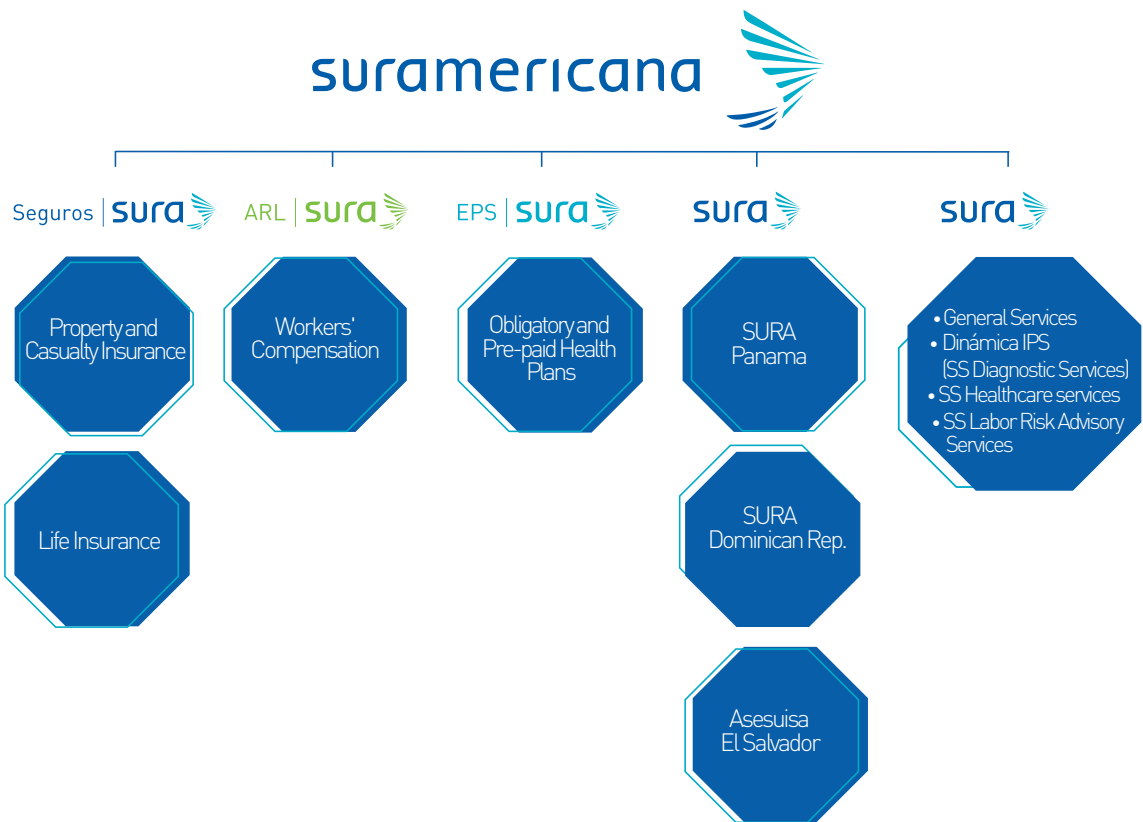 suramericana
Seguros | sura
ARL | sura
EPS | sura
sura
sura
Property and
Casualty Insurance
Life Insurance
Workers'
Compensation
Obligatory and
Pre-paid Health
Plans
SURA
Panama
SURA
Dominican Rep.
Asesuisa
El Salvador
• General Services
• Dinámica IPS
(SS Diagnostic Services)
• SS Healthcare services
• SS Labor Risk Advisory
Services